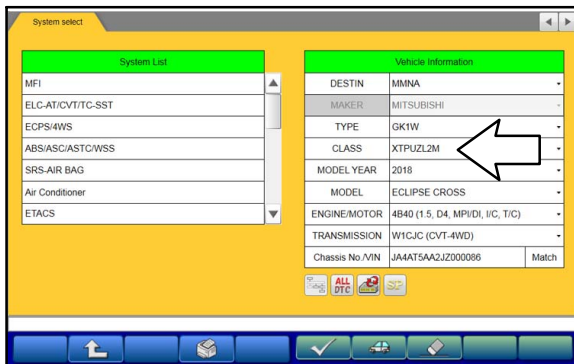 System select
System List
MFI
ELC-AT/CVT/TC-SST
ECPS/4WS
ABS/ASC/ASTC/WSS
SRS-AIR BAG
Air Conditioner
ETACS
Vehicle Information
DESTIN MMNA
MAKER MITSUBISHI
TYPE GK1W
CLASS XTPUZL2M
MODEL YEAR 2018
MODEL ECLIPSE CROSS
ENGINE/MOTOR 4B40 (1.5, D4, MPI/DI, I/C, T/C)
TRANSMISSION W1CJC (CVT-4WD)
Chassis No./VIN JA4AT5AA2JZ000086 Match
ALL
DTC